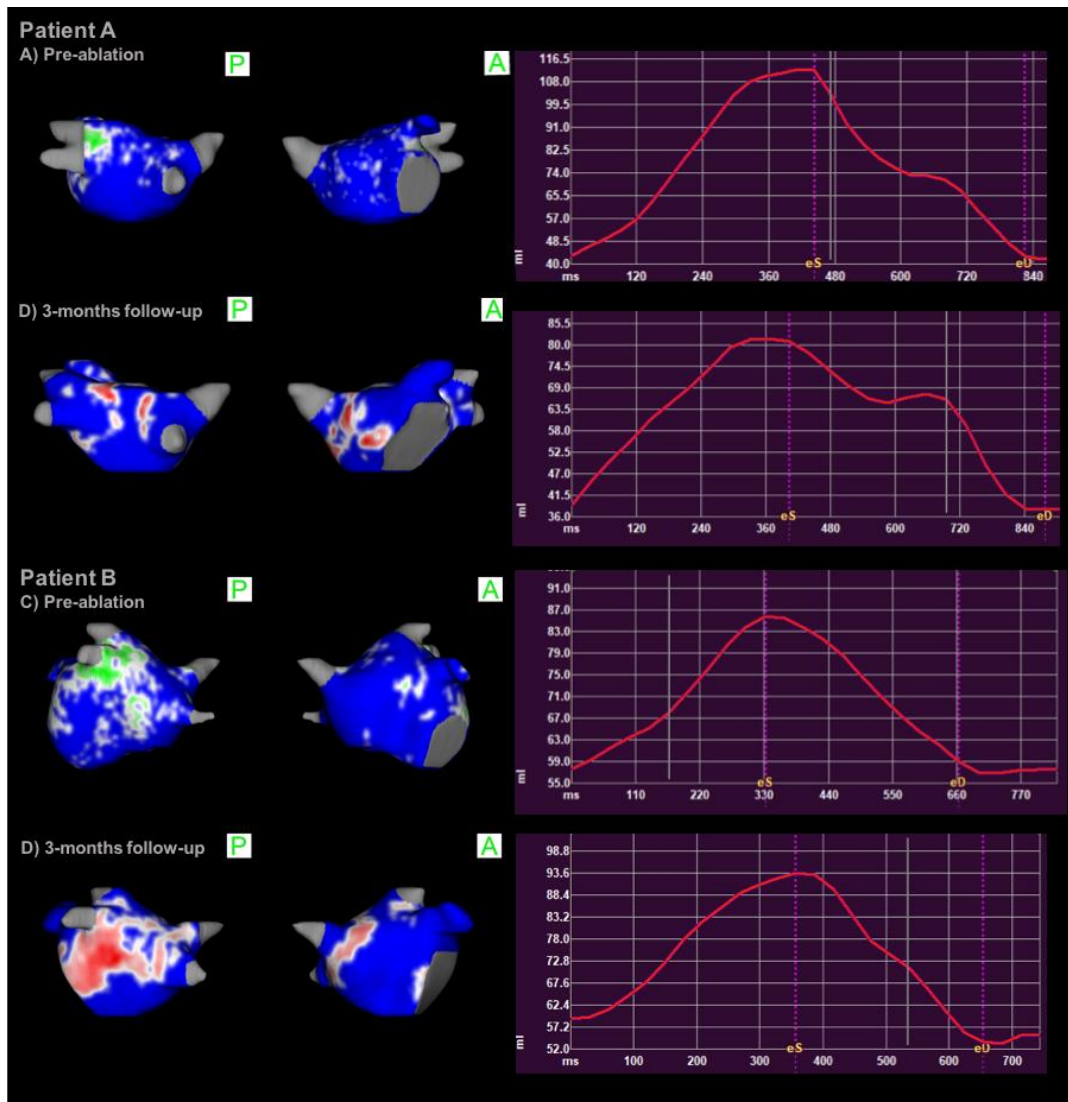 Patient A
A) Pre-ablation
P
A
116.5
108.0
99.5
91.0
82.5
74.0
65.5
57.0
48.5
40.0
ml
eS
eD
ms 120 240 360 480 600 720 840
D) 3-months follow-up
P
A
85.5
80.0
74.5
69.0
63.5
58.0
52.5
47.0
41.5
36.0
ml
eS
eD
ms 120 240 360 480 600 720 840
Patient B
C) Pre-ablation
P
A
91.0
87.0
83.0
79.0
75.0
71.0
67.0
63.0
59.0
55.0
ml
eS
eD
ms 110 220 330 440 550 660 770
D) 3-months follow-up
P
A
98.8
93.6
88.4
83.2
78.0
72.8
67.6
62.4
57.2
52.0
ml
eS
eD
ms 100 200 300 400 500 600 700